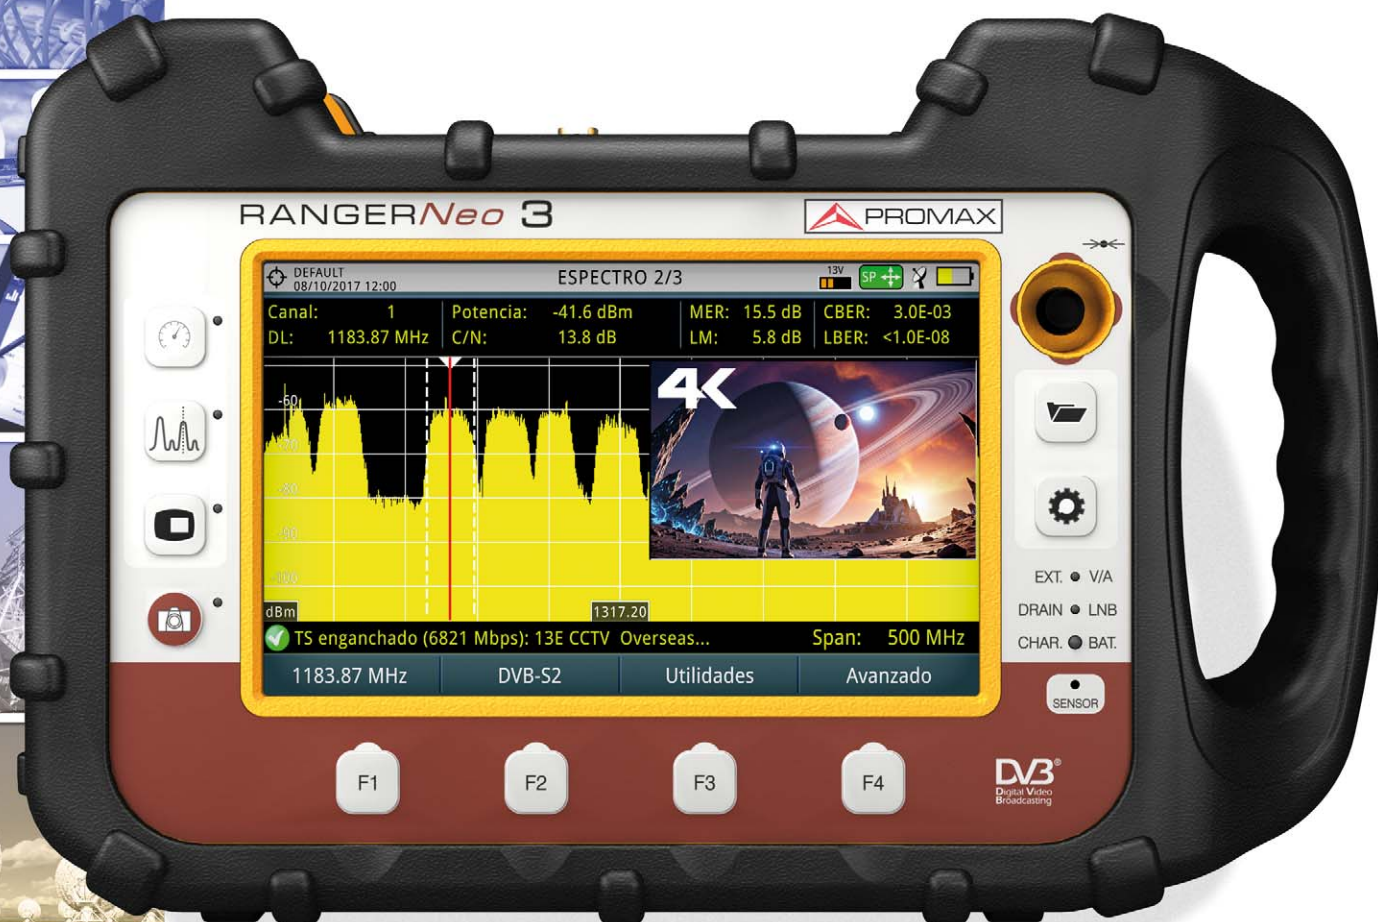 RANGERNeo 3
PROMAX
DEFAULT
08/10/2017 12:00
ESPECTRO 2/3
13V
SP
Canal: 1
DL: 1183.87 MHz
Potencia: -41.6 dBm
C/N: 13.8 dB
MER: 15.5 dB
LM: 5.8 dB
CBER: 3.0E-03
LBER: <1.0E-08
4K
-60
-70
-80
-90
-100
dBm
1317.20
TS enganchado (6821 Mbps): 13E CCTV Overseas...
Span: 500 MHz
1183.87 MHz
DVB-S2
Utilidades
Avanzado
EXT. V/A
DRAIN LNB
CHAR. BAT.
SENSOR
F1
F2
F3
F4
DVB®
Digital Video
Broadcasting